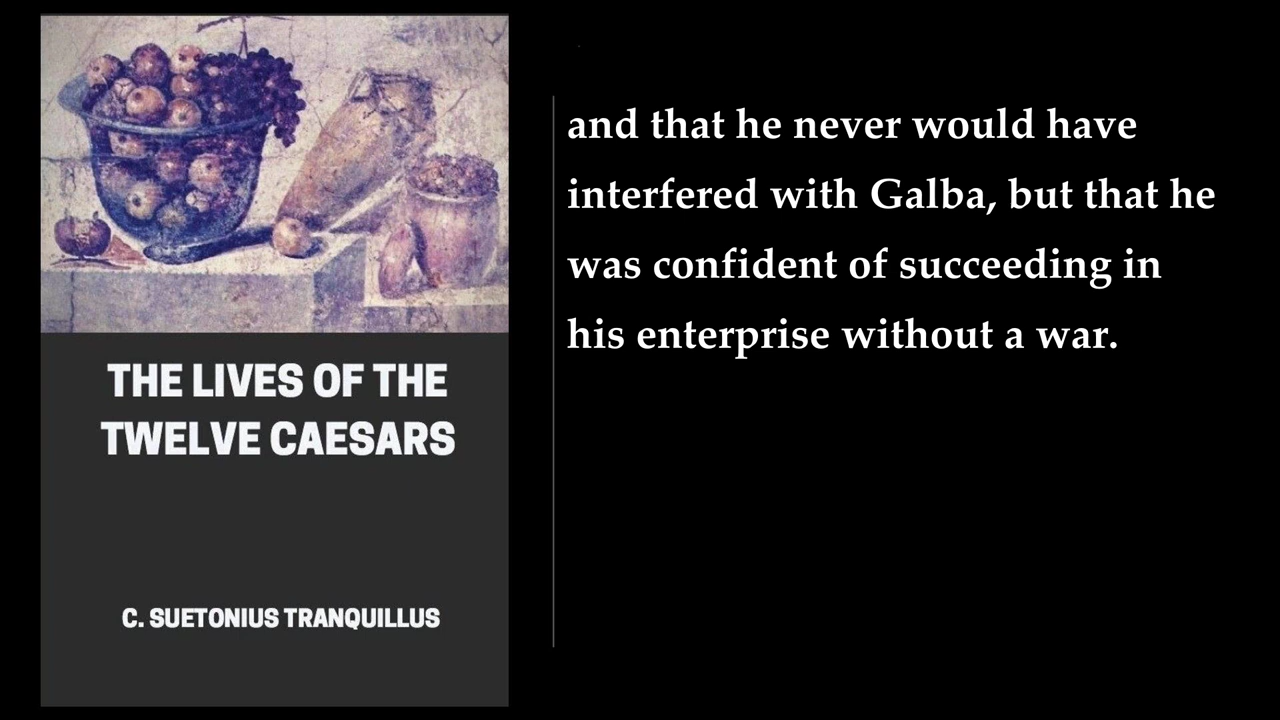 THE LIVES OF THE
TWELVE CAESARS
C. SUETONIUS TRANQUILLUS
and that he never would have
interfered with Galba, but that he
was confident of succeeding in
his enterprise without a war.